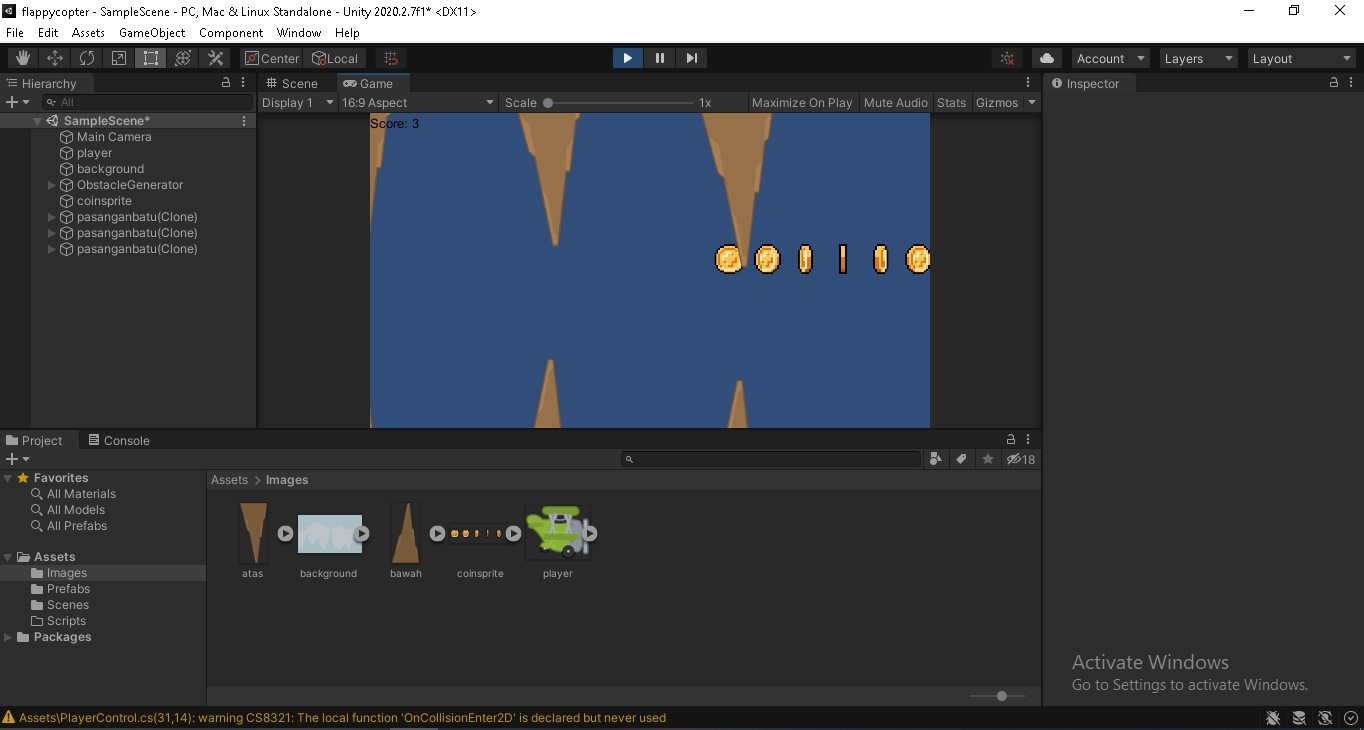 flappycopter - SampleScene - PC, Mac & Linux Standalone - Unity 2020.2.7f1* <DX11>
File Edit Assets GameObject Component Window Help
Center Local Account Layers Layout
Hierarchy Scene Game Inspector
All Display 1 16:9 Aspect Scale 1x Maximize On Play Mute Audio Stats Gizmos
SampleScene*
Score: 3
Main Camera
player
background
ObstacleGenerator
coinsprite
pasanganbatu(Clone)
pasanganbatu(Clone)
pasanganbatu(Clone)
Project Console
18
Favorites
All Materials
All Models
All Prefabs
Assets
Images
Prefabs
Scenes
Scripts
Packages
Assets > Images
atas background bawah coinsprite player
Activate Windows
Go to Settings to activate Windows.
Assets\PlayerControl.cs(31,14): warning CS8321: The local function 'OnCollisionEnter2D' is declared but never used